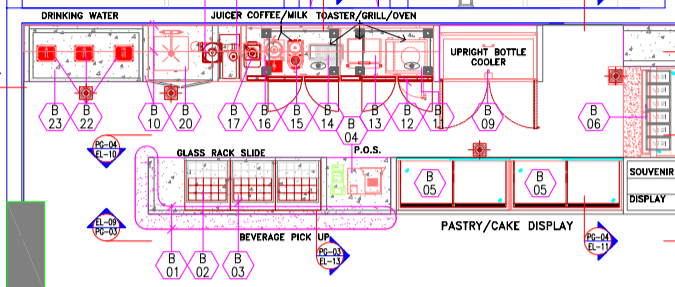 DRINKING WATER
JUICER COFFEE/MILK TOASTER/GRILL/OVEN
UPRIGHT BOTTLE
COOLER
B
23
B
22
B
10
B
20
B
17
B
16
B
15
B
14
B
04
B
13
B
12
B
09
B
06
PG-04
EL-10
GLASS RACK SLIDE
P.O.S.
B
05
B
05
SOUVENIR
DISPLAY
EL-09
PG-03
BEVERAGE PICK UP
PASTRY/CAKE DISPLAY
PG-03
EL-13
PG-04
EL-11
B
01
B
02
B
03